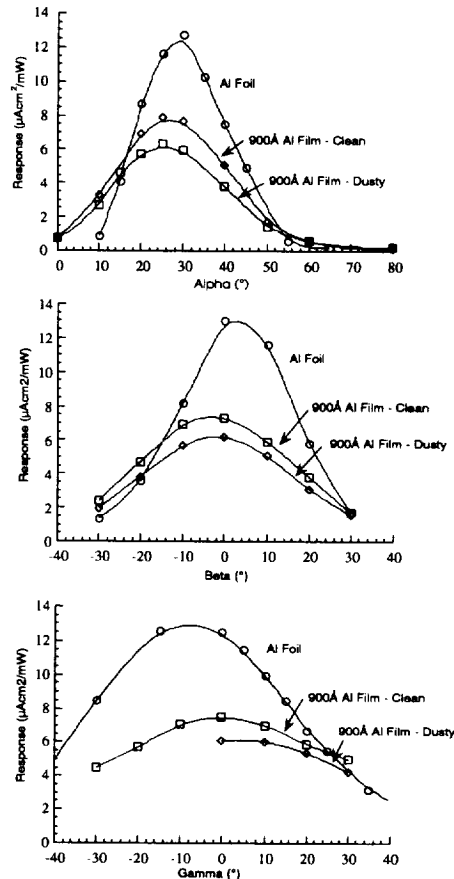 Response (µAcm²/mW)
14
12
10
8
6
4
2
0
Al Foil
900Å Al Film - Clean
900Å Al Film - Dusty
0 10 20 30 40 50 60 70 80
Alpha (°)
Response (µAcm2/mW)
14
12
10
8
6
4
2
0
Al Foil
900Å Al Film - Clean
900Å Al Film - Dusty
-40 -30 -20 -10 0 10 20 30 40
Beta (°)
Response (µAcm2/mW)
14
12
10
8
6
4
2
0
Al Foil
900Å Al Film - Clean
900Å Al Film - Dusty
-40 -30 -20 -10 0 10 20 30 40
Gamma (°)